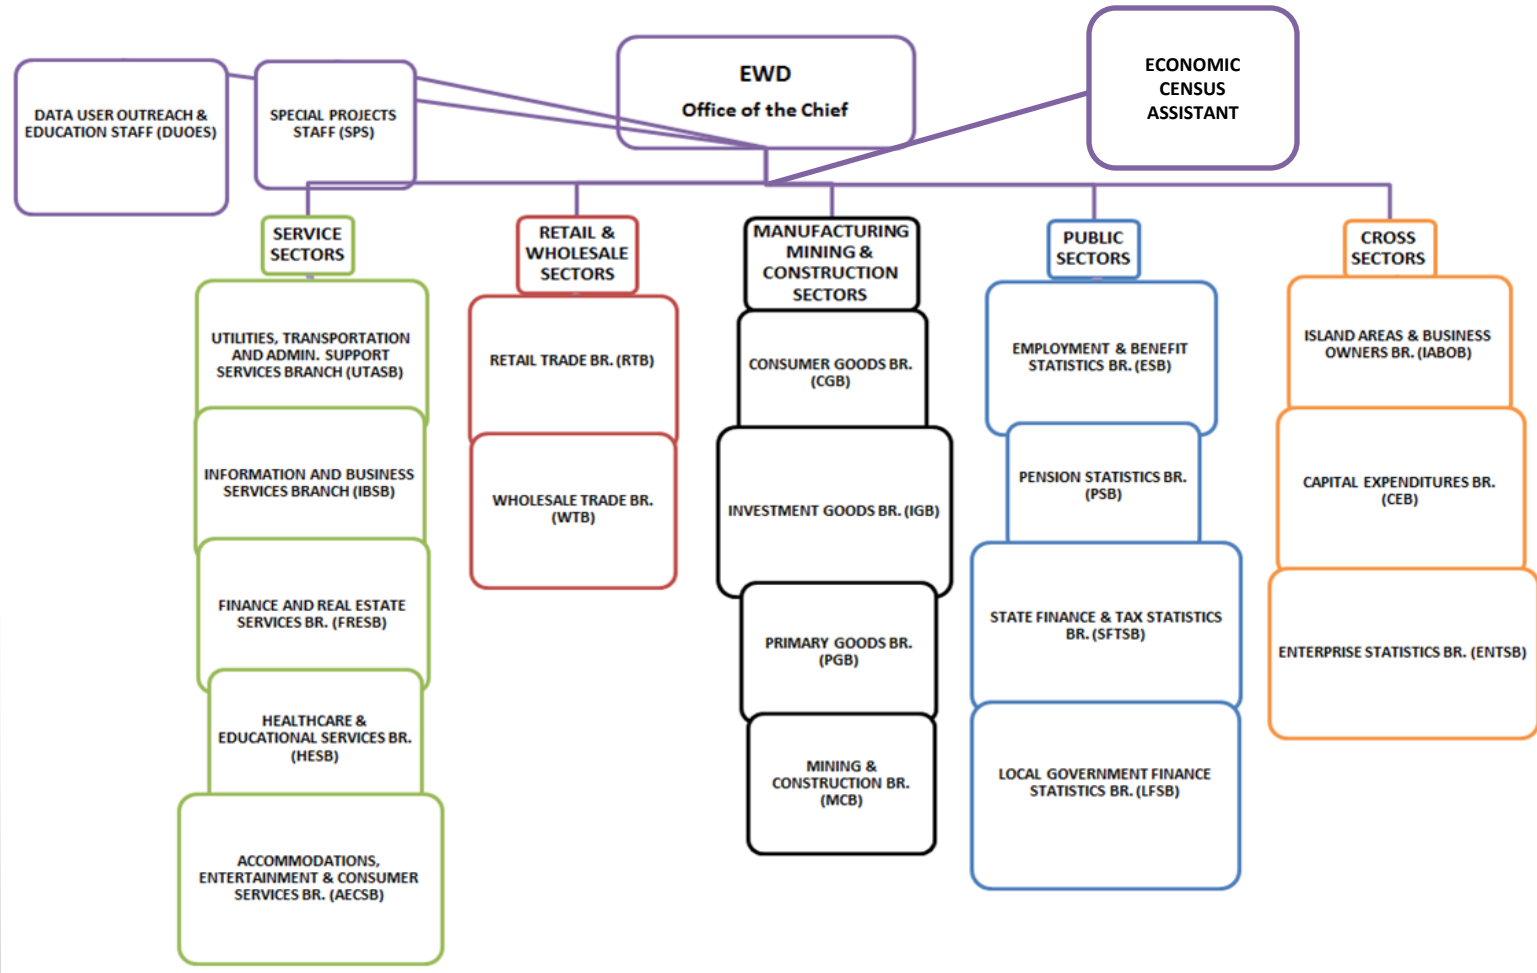 EWD
Office of the Chief
ECONOMIC
CENSUS
ASSISTANT
DATA USER OUTREACH &
EDUCATION STAFF (DUOES)
SPECIAL PROJECTS
STAFF (SPS)
SERVICE
SECTORS
UTILITIES, TRANSPORTATION
AND ADMIN. SUPPORT
SERVICES BRANCH (UTASB)
INFORMATION AND BUSINESS
SERVICES BRANCH (IBSB)
FINANCE AND REAL ESTATE
SERVICES BR. (FRESB)
HEALTHCARE &
EDUCATIONAL SERVICES BR.
(HESB)
ACCOMMODATIONS,
ENTERTAINMENT & CONSUMER
SERVICES BR. (AECSB)
RETAIL &
WHOLESALE
SECTORS
RETAIL TRADE BR. (RTB)
WHOLESALE TRADE BR.
(WTB)
MANUFACTURING
MINING &
CONSTRUCTION
SECTORS
CONSUMER GOODS BR.
(CGB)
INVESTMENT GOODS BR. (IGB)
PRIMARY GOODS BR.
(PGB)
MINING &
CONSTRUCTION BR.
(MCB)
PUBLIC
SECTORS
EMPLOYMENT & BENEFIT
STATISTICS BR. (ESB)
PENSION STATISTICS BR.
(PSB)
STATE FINANCE & TAX STATISTICS
BR. (SFTSB)
LOCAL GOVERNMENT FINANCE
STATISTICS BR. (LFSB)
CROSS
SECTORS
ISLAND AREAS & BUSINESS
OWNERS BR. (IABOB)
CAPITAL EXPENDITURES BR.
(CEB)
ENTERPRISE STATISTICS BR. (ENTSB)